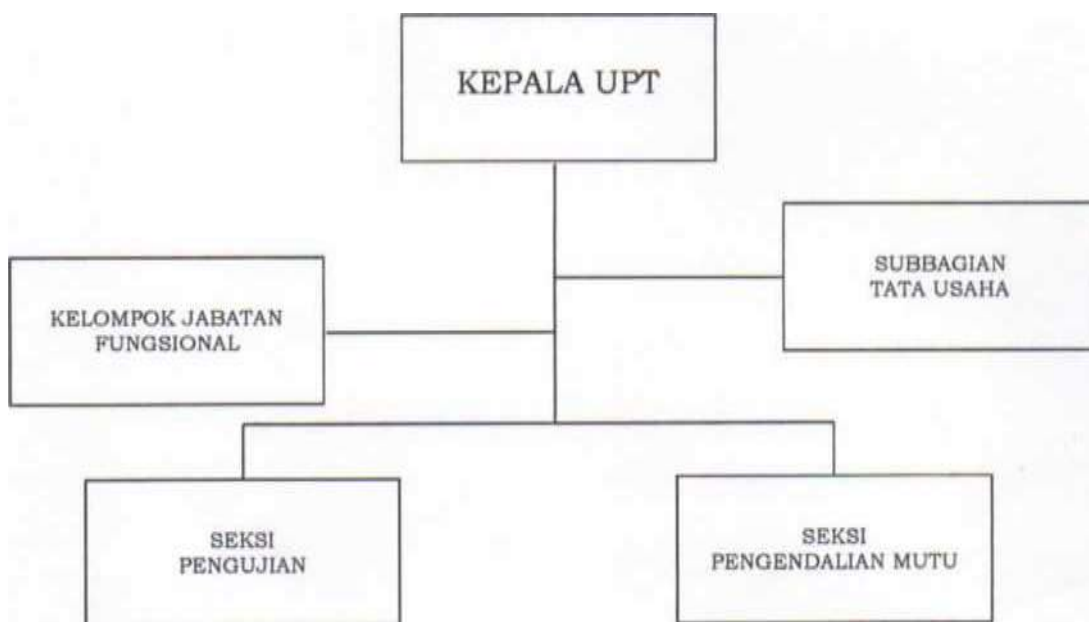 KEPALA UPT
SUBBAGIAN
TATA USAHA
KELOMPOK JABATAN
FUNGSIONAL
SEKSI
PENGUJIAN
SEKSI
PENGENDALIAN MUTU